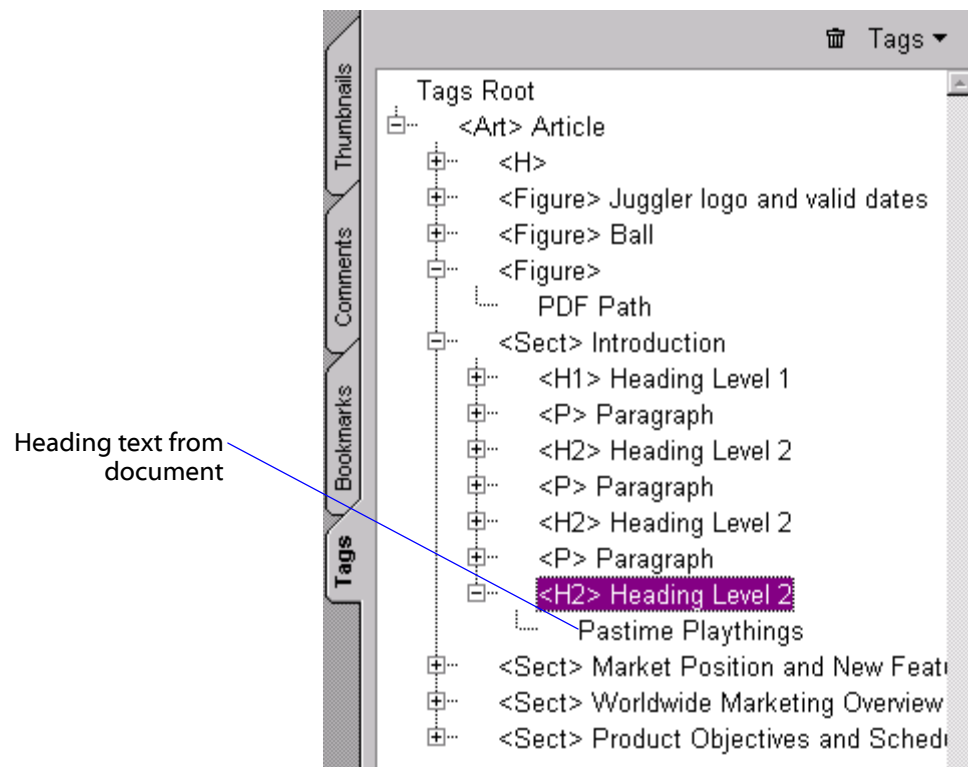 Tags
Tags Root
<Art> Article
<H>
<Figure> Juggler logo and valid dates
<Figure> Ball
<Figure>
PDF Path
<Sect> Introduction
<H1> Heading Level 1
<P> Paragraph
<H2> Heading Level 2
<P> Paragraph
<H2> Heading Level 2
<P> Paragraph
<H2> Heading Level 2
Pastime Playthings
<Sect> Market Position and New
<Sect> Worldwide Marketing Overview
<Sect> Product Objectives and
Thumbnails
Comments
Bookmarks
Tags
Heading text from
document